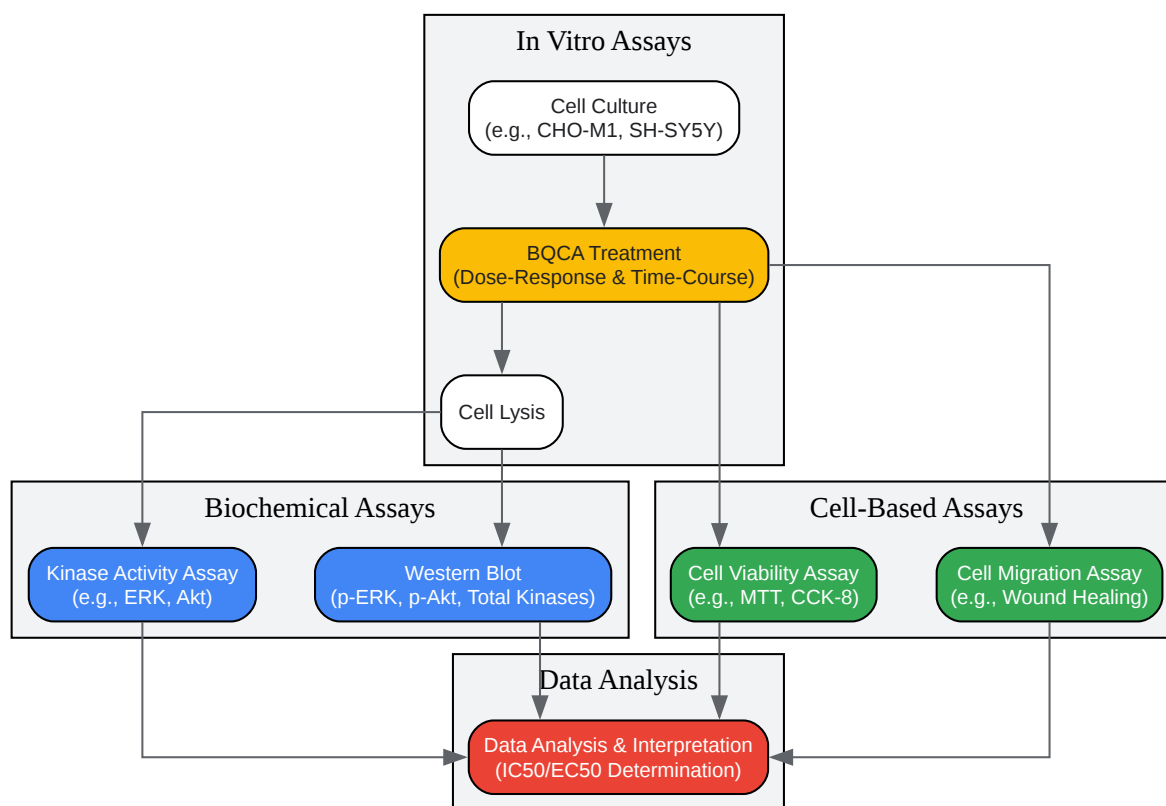 In Vitro Assays
Cell Culture
(e.g., CHO-M1, SH-SY5Y)
BQCA Treatment
(Dose-Response & Time-Course)
Cell Lysis
Biochemical Assays
Kinase Activity Assay
(e.g., ERK, Akt)
Western Blot
(p-ERK, p-Akt, Total Kinases)
Cell-Based Assays
Cell Viability Assay
(e.g., MTT, CCK-8)
Cell Migration Assay
(e.g., Wound Healing)
Data Analysis
Data Analysis & Interpretation
(IC50/EC50 Determination)